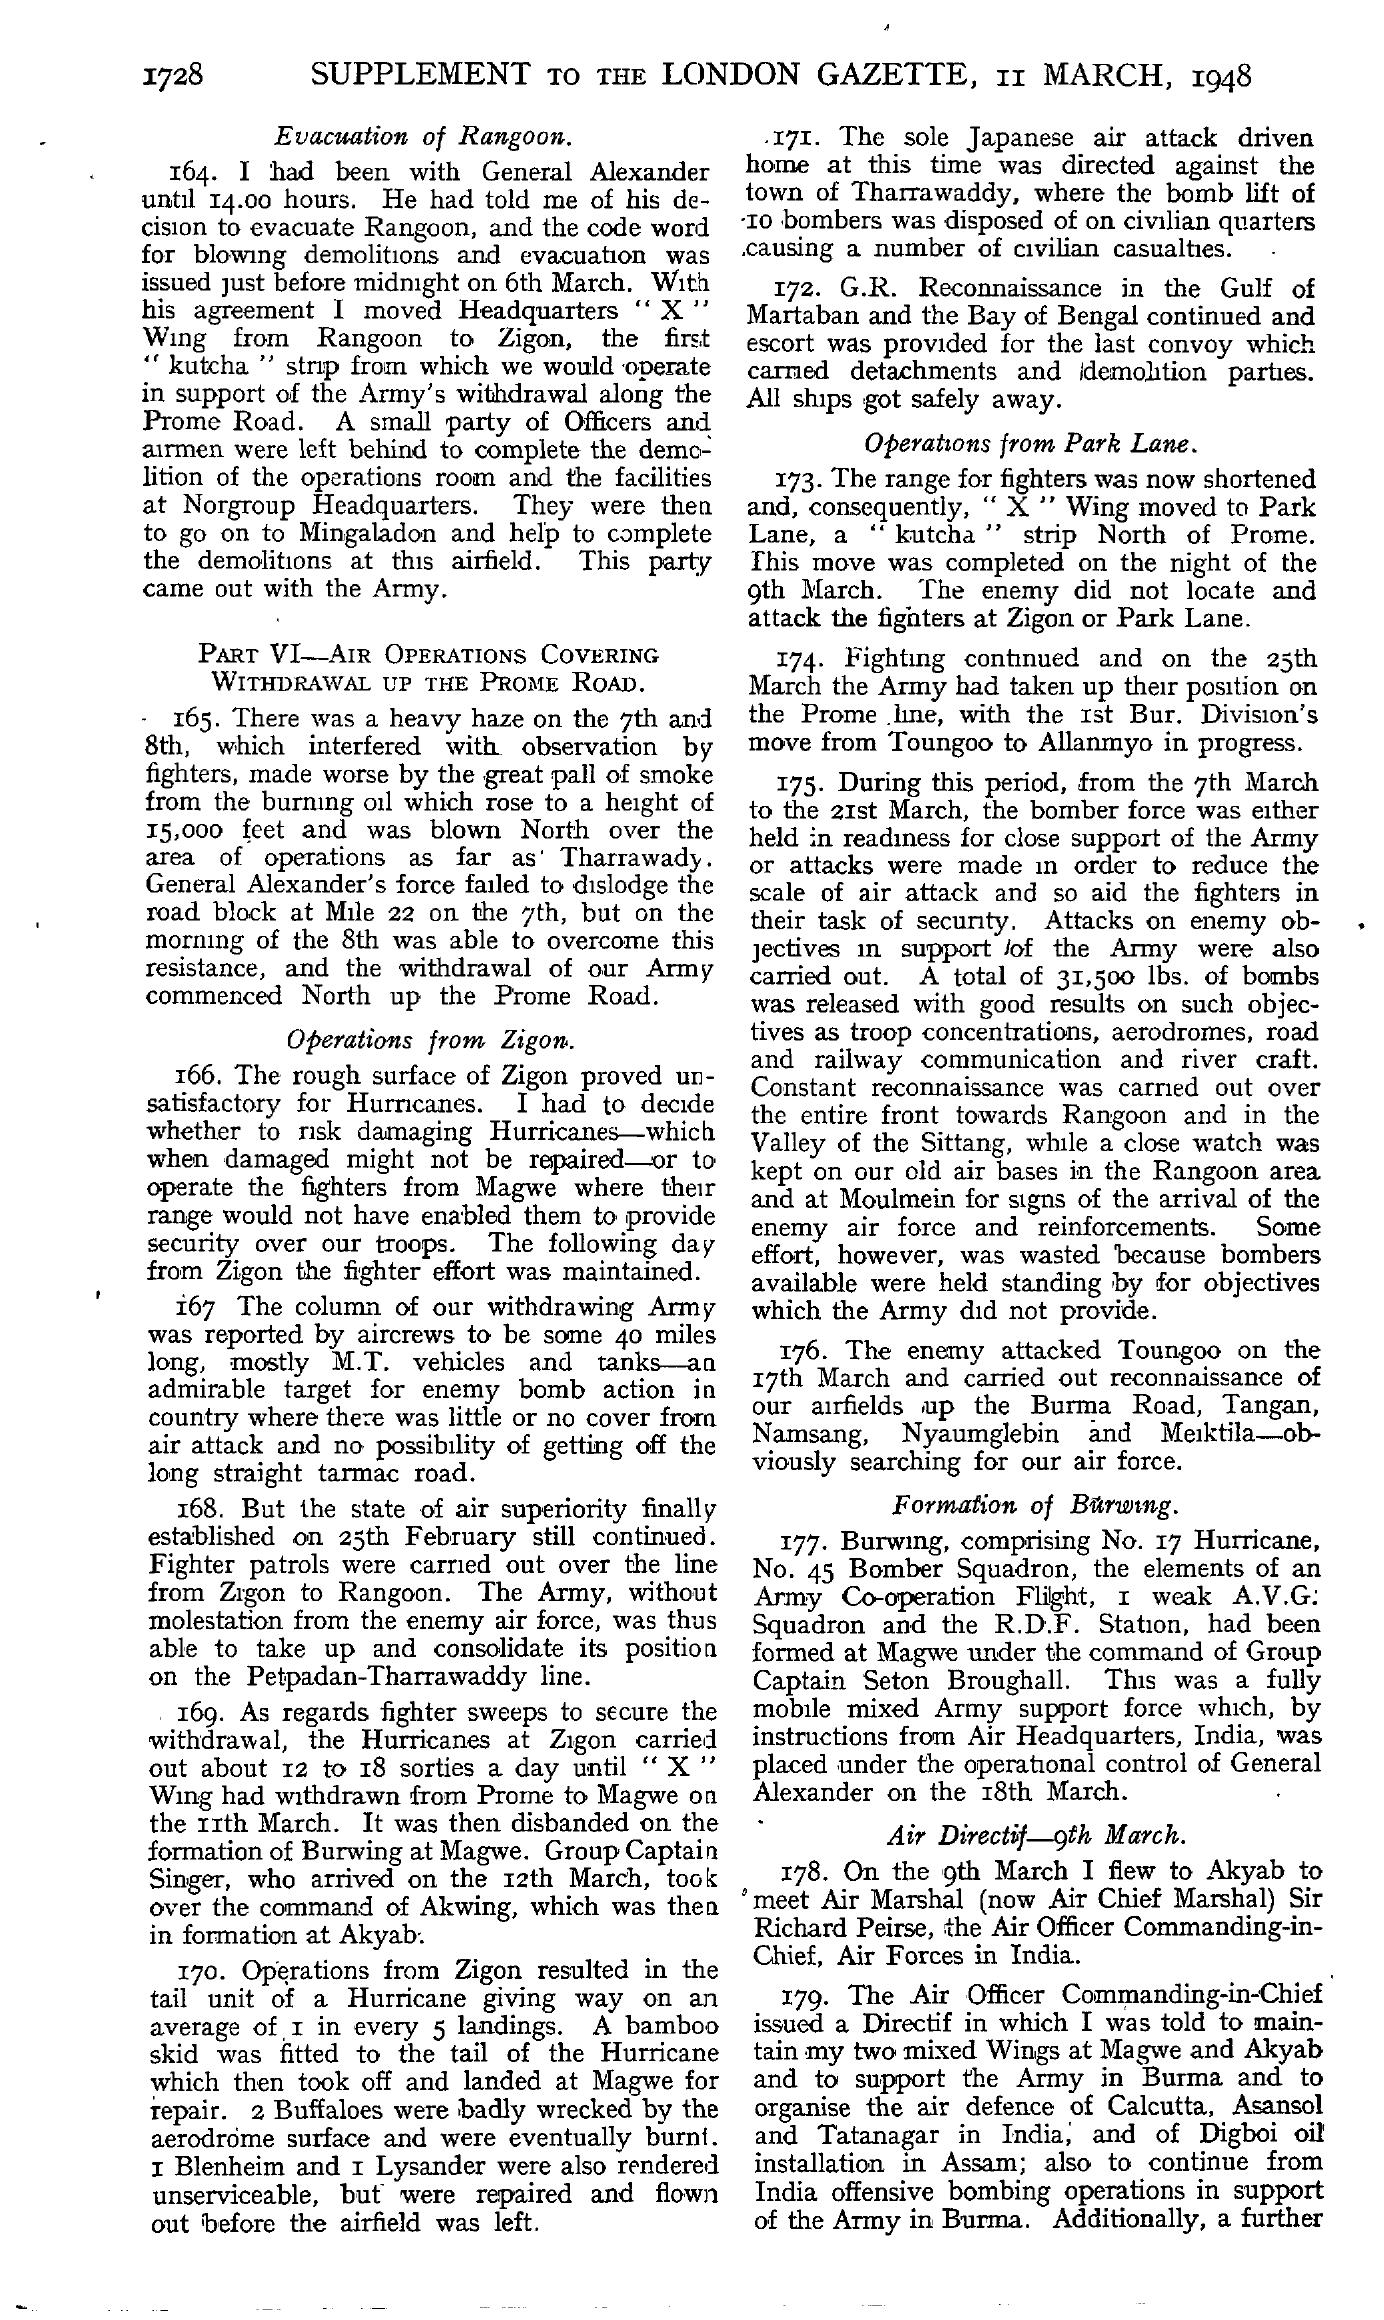 1728 SUPPLEMENT TO THE LONDON GAZETTE, 11 MARCH, 1948
Evacuation of Rangoon.
164. I had been with General Alexander
until 14.00 hours. He had told me of his de-
cision to evacuate Rangoon, and the code word
for blowing demolitions and evacuation was
issued just before midnight on 6th March. With
his agreement I moved Headquarters " X "
Wing from Rangoon to Zigon, the first
" kutcha " strip from which we would operate
in support of the Army's withdrawal along the
Prome Road. A small party of Officers and
airmen were left behind to complete the demo-
lition of the operations room and the facilities
at Norgroup Headquarters. They were then
to go on to Mingaladon and help to complete
the demolitions at this airfield. This party
came out with the Army.
PART VI—AIR OPERATIONS COVERING
WITHDRAWAL UP THE PROME ROAD.
165. There was a heavy haze on the 7th and
8th, which interfered with observation by
fighters, made worse by the great pall of smoke
from the burning oil which rose to a height of
15,000 feet and was blown North over the
area of operations as far as Tharrawady.
General Alexander's force failed to dislodge the
road block at Mile 22 on the 7th, but on the
morning of the 8th was able to overcome this
resistance, and the withdrawal of our Army
commenced North up the Prome Road.
Operations from Zigon.
166. The rough surface of Zigon proved un-
satisfactory for Hurricanes. I had to decide
whether to risk damaging Hurricanes—which
when damaged might not be repaired—or to
operate the fighters from Magwe where their
range would not have enabled them to provide
security over our troops. The following day
from Zigon the fighter effort was maintained.
167 The column of our withdrawing Army
was reported by aircrews to be some 40 miles
long, mostly M.T. vehicles and tanks—an
admirable target for enemy bomb action in
country where there was little or no cover from
air attack and no possibility of getting off the
long straight tarmac road.
168. But the state of air superiority finally
established on 25th February still continued.
Fighter patrols were carried out over the line
from Zigon to Rangoon. The Army, without
molestation from the enemy air force, was thus
able to take up and consolidate its position
on the Petpadan-Tharrawaddy line.
169. As regards fighter sweeps to secure the
withdrawal, the Hurricanes at Zigon carried
out about 12 to 18 sorties a day until " X "
Wing had withdrawn from Prome to Magwe on
the 11th March. It was then disbanded on the
formation of Burwing at Magwe. Group Captain
Singer, who arrived on the 12th March, took
over the command of Akwing, which was then
in formation at Akyab.
170. Operations from Zigon resulted in the
tail unit of a Hurricane giving way on an
average of 1 in every 5 landings. A bamboo
skid was fitted to the tail of the Hurricane
which then took off and landed at Magwe for
repair. 2 Buffaloes were badly wrecked by the
aerodrome surface and were eventually burnt.
1 Blenheim and 1 Lysander were also rendered
unserviceable, but were repaired and flown
out before the airfield was left.
171. The sole Japanese air attack driven
home at this time was directed against the
town of Tharrawaddy, where the bomb lift of
10 bombers was disposed of on civilian quarters
causing a number of civilian casualties.
172. G.R. Reconnaissance in the Gulf of
Martaban and the Bay of Bengal continued and
escort was provided for the last convoy which
carried detachments and demolition parties.
All ships got safely away.
Operations from Park Lane.
173. The range for fighters was now shortened
and, consequently, " X " Wing moved to Park
Lane, a " kutcha " strip North of Prome.
This move was completed on the night of the
9th March. The enemy did not locate and
attack the fighters at Zigon or Park Lane.
174. Fighting continued and on the 25th
March the Army had taken up their position on
the Prome line, with the 1st Bur. Division's
move from Toungoo to Allanmyo in progress.
175. During this period, from the 7th March
to the 21st March, the bomber force was either
held in readiness for close support of the Army
or attacks were made in order to reduce the
scale of air attack and so aid the fighters in
their task of security. Attacks on enemy ob-
jectives in support of the Army were also
carried out. A total of 31,500 lbs. of bombs
was released with good results on such objec-
tives as troop concentrations, aerodromes, road
and railway communication and river craft.
Constant reconnaissance was carried out over
the entire front towards Rangoon and in the
Valley of the Sittang, while a close watch was
kept on our old air bases in the Rangoon area
and at Moulmein for signs of the arrival of the
enemy air force and reinforcements. Some
effort, however, was wasted because bombers
available were held standing by for objectives
which the Army did not provide.
176. The enemy attacked Toungoo on the
17th March and carried out reconnaissance of
our airfields up the Burma Road, Tangan,
Namsang, Nyaumglebin and Meiktila—ob-
viously searching for our air force.
Formation of Burwing.
177. Burwing, comprising No. 17 Hurricane,
No. 45 Bomber Squadron, the elements of an
Army Co-operation Flight, 1 weak A.V.G.
Squadron and the R.D.F. Station, had been
formed at Magwe under the command of Group
Captain Seton Broughall. This was a fully
mobile mixed Army support force which, by
instructions from Air Headquarters, India, was
placed under the operational control of General
Alexander on the 18th March.
Air Directif—9th March.
178. On the 9th March I flew to Akyab to
meet Air Marshal (now Air Chief Marshal) Sir
Richard Peirse, the Air Officer Commanding-in-
Chief, Air Forces in India.
179. The Air Officer Commanding-in-Chief
issued a Directif in which I was told to main-
tain my two mixed Wings at Magwe and Akyab
and to support the Army in Burma and to
organise the air defence of Calcutta, Asansol
and Tatanagar in India, and of Digboi oil
installation in Assam; also to continue from
India offensive bombing operations in support
of the Army in Burma. Additionally, a further